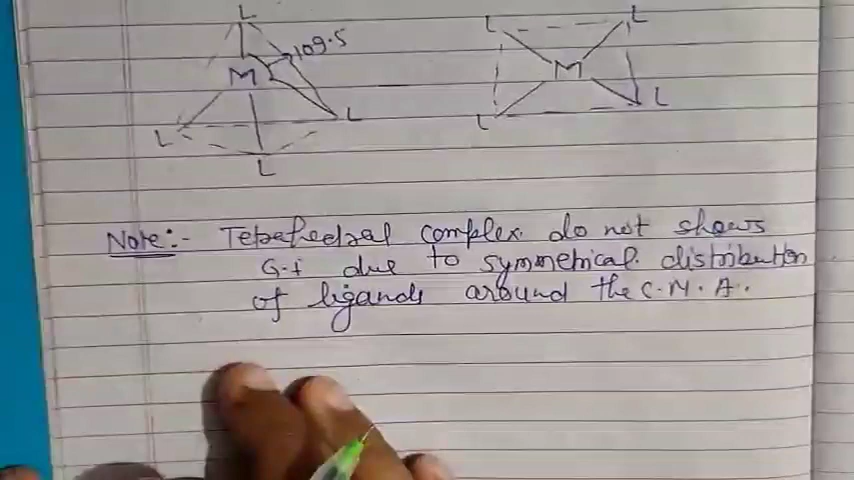 L
109.5
M
L
L
L
L
L
M
L
L
Note:- Tetrahedral complex do not shows
G.I due to symmetrical distribution
of ligands around the C.M.A.